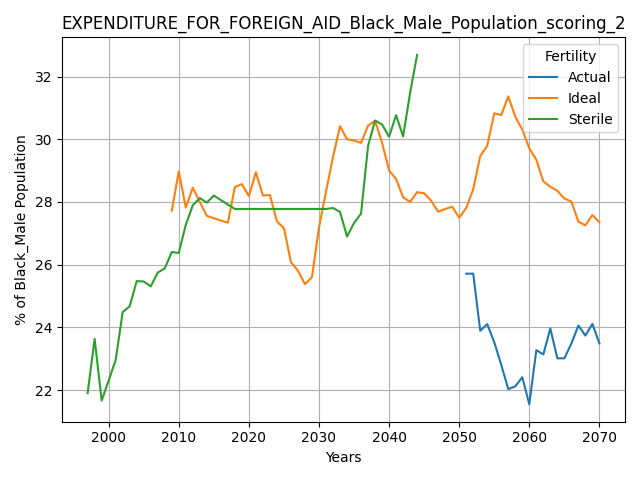 EXPENDITURE_FOR_FOREIGN_AID_Black_Male_Population_scoring_2
Fertility
Actual
Ideal
Sterile
% of Black_Male Population
32
30
28
26
24
22
2000 2010 2020 2030 2040 2050 2060 2070
Years